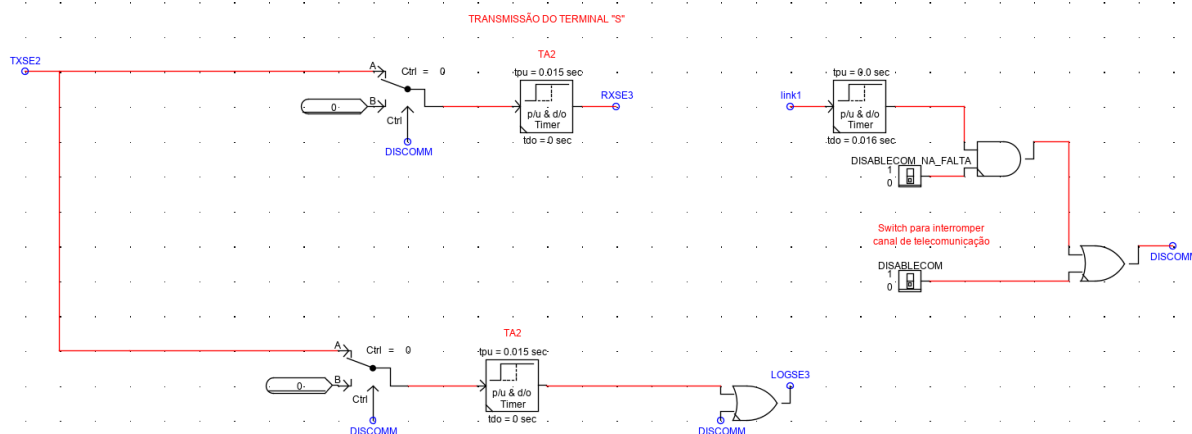 TRANSMISSÃO DO TERMINAL "S"
TXSE2
A
Ctrl = 0
B
0
Ctrl
DISCOMM
TA2
tpu = 0.015 sec
p/u & d/o
Timer
tdo = 0 sec
RXSE3
link1
tpu = 0.0 sec
p/u & d/o
Timer
tdo = 0.016 sec
DISABLECOM_NA_FALTA
1
0
Switch para interromper
canal de telecomunicação
DISABLECOM
1
0
DISCOMM
A
Ctrl = 0
B
0
Ctrl
DISCOMM
TA2
tpu = 0.015 sec
p/u & d/o
Timer
tdo = 0 sec
DISCOMM
LOGSE3